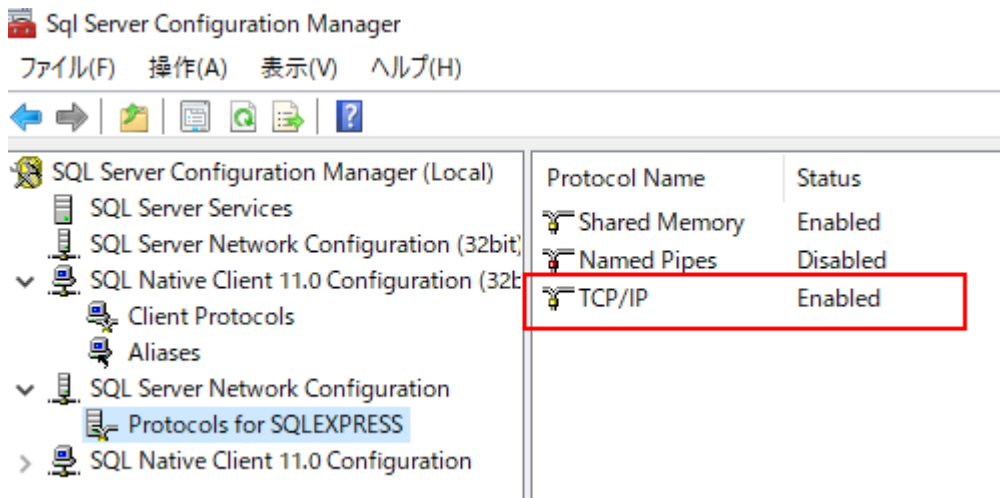 Sql Server Configuration Manager
ファイル(F) 操作(A) 表示(V) ヘルプ(H)
SQL Server Configuration Manager (Local)
SQL Server Services
SQL Server Network Configuration (32bit)
SQL Native Client 11.0 Configuration (32b
Client Protocols
Aliases
SQL Server Network Configuration
Protocols for SQLEXPRESS
SQL Native Client 11.0 Configuration
Protocol Name Status
Shared Memory Enabled
Named Pipes Disabled
TCP/IP Enabled